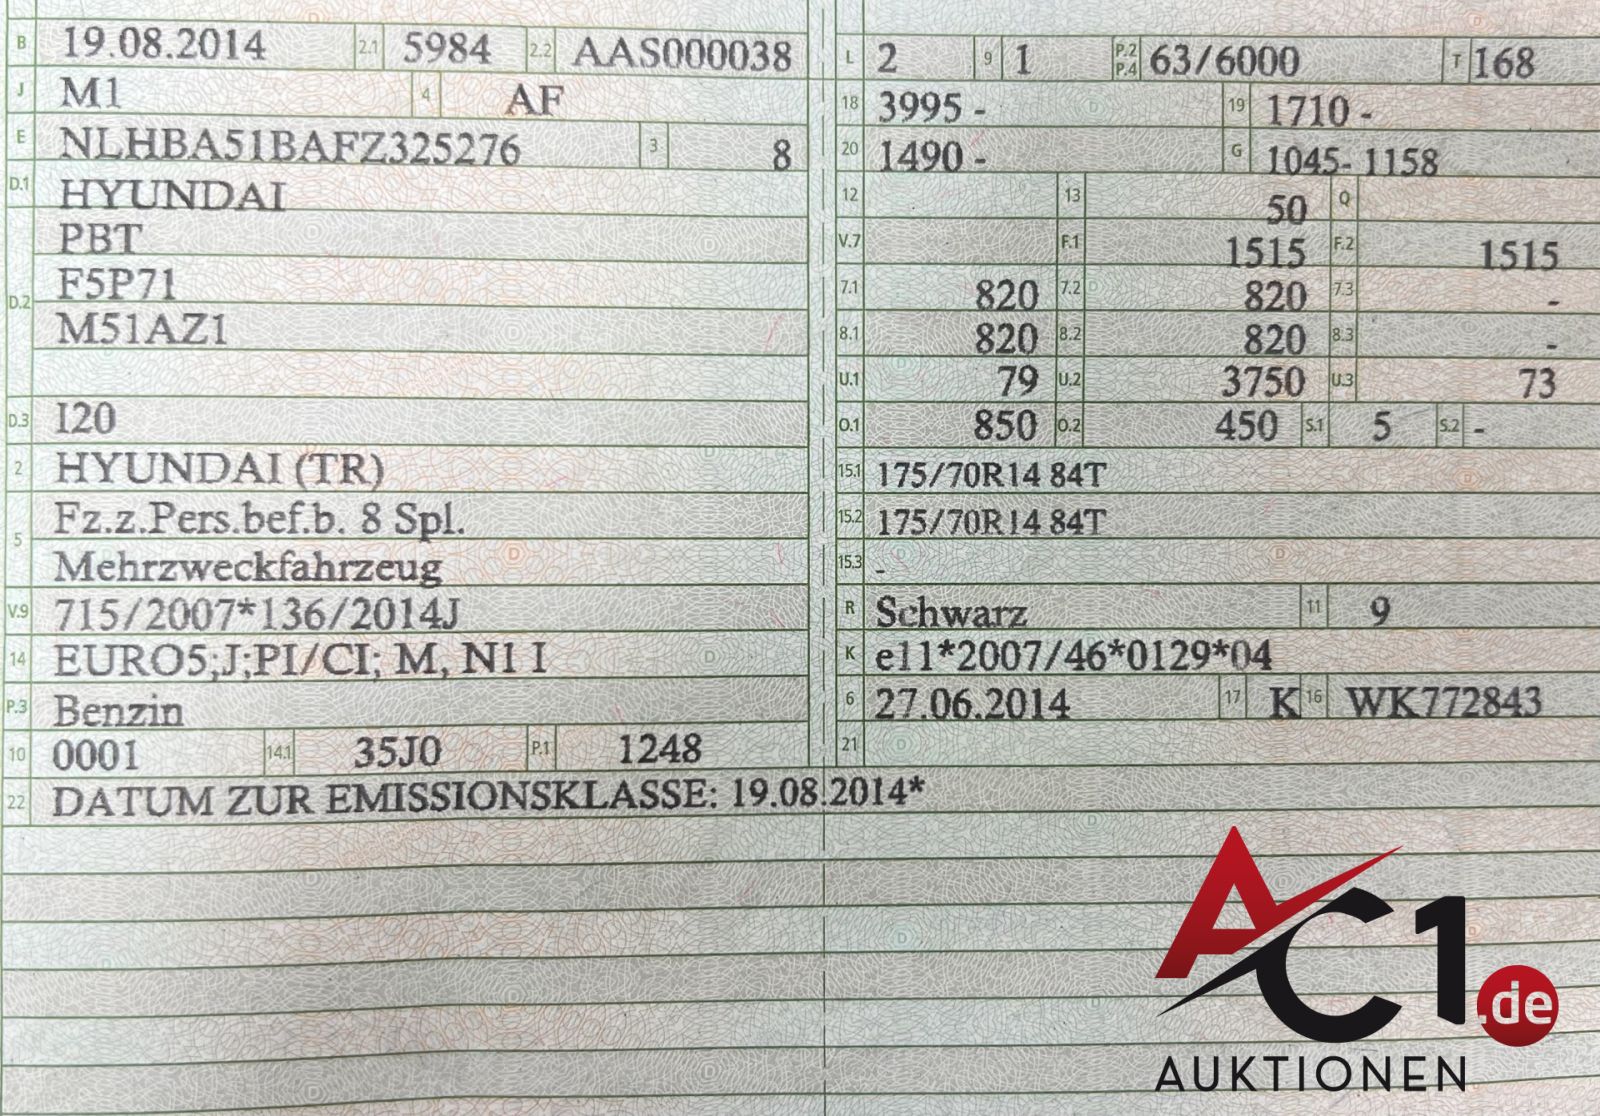 B 19.08.2014 2.1 5984 2.2 AAS000038
J M1 4 AF
E NLHBA51BAFZ325276 3 8
D.1 HYUNDAI
D.2 PBT
F5P71
M51AZ1
D.3 I20
2 HYUNDAI (TR)
5 Fz.z.Pers.bef.b. 8 Spl.
Mehrzweckfahrzeug
V.9 715/2007*136/2014J
14 EURO5;J;PI/CI; M, N1 I
P.3 Benzin
10 0001 14.1 35J0 P.1 1248
22 DATUM ZUR EMISSIONSKLASSE: 19.08.2014*
L 2 9 1 P.2 P.4 63/6000 T 168
18 3995 - 19 1710 -
20 1490 - G 1045- 1158
12 13 50 Q
V.7 F.1 1515 F.2 1515
7.1 820 7.2 820 7.3 -
8.1 820 8.2 820 8.3 -
U.1 79 U.2 3750 U.3 73
O.1 850 O.2 450 S.1 5 S.2 -
15.1 175/70R14 84T
15.2 175/70R14 84T
15.3 -
R Schwarz 11 9
K e11*2007/46*0129*04
6 27.06.2014 17 K 16 WK772843
21
AC1.de
AUKTIONEN